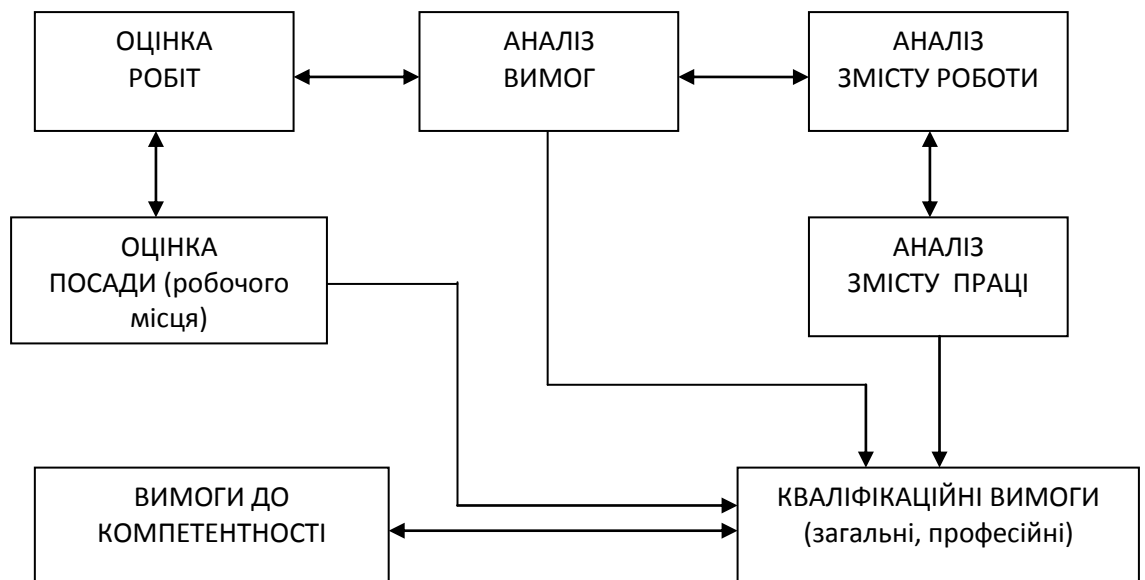 ОЦІНКА
РОБІТ
АНАЛІЗ
ВИМОГ
АНАЛІЗ
ЗМІСТУ РОБОТИ
ОЦІНКА
ПОСАДИ (робочого
місця)
АНАЛІЗ
ЗМІСТУ ПРАЦІ
ВИМОГИ ДО
КОМПЕТЕНТНОСТІ
КВАЛІФІКАЦІЙНІ ВИМОГИ
(загальні, професійні)